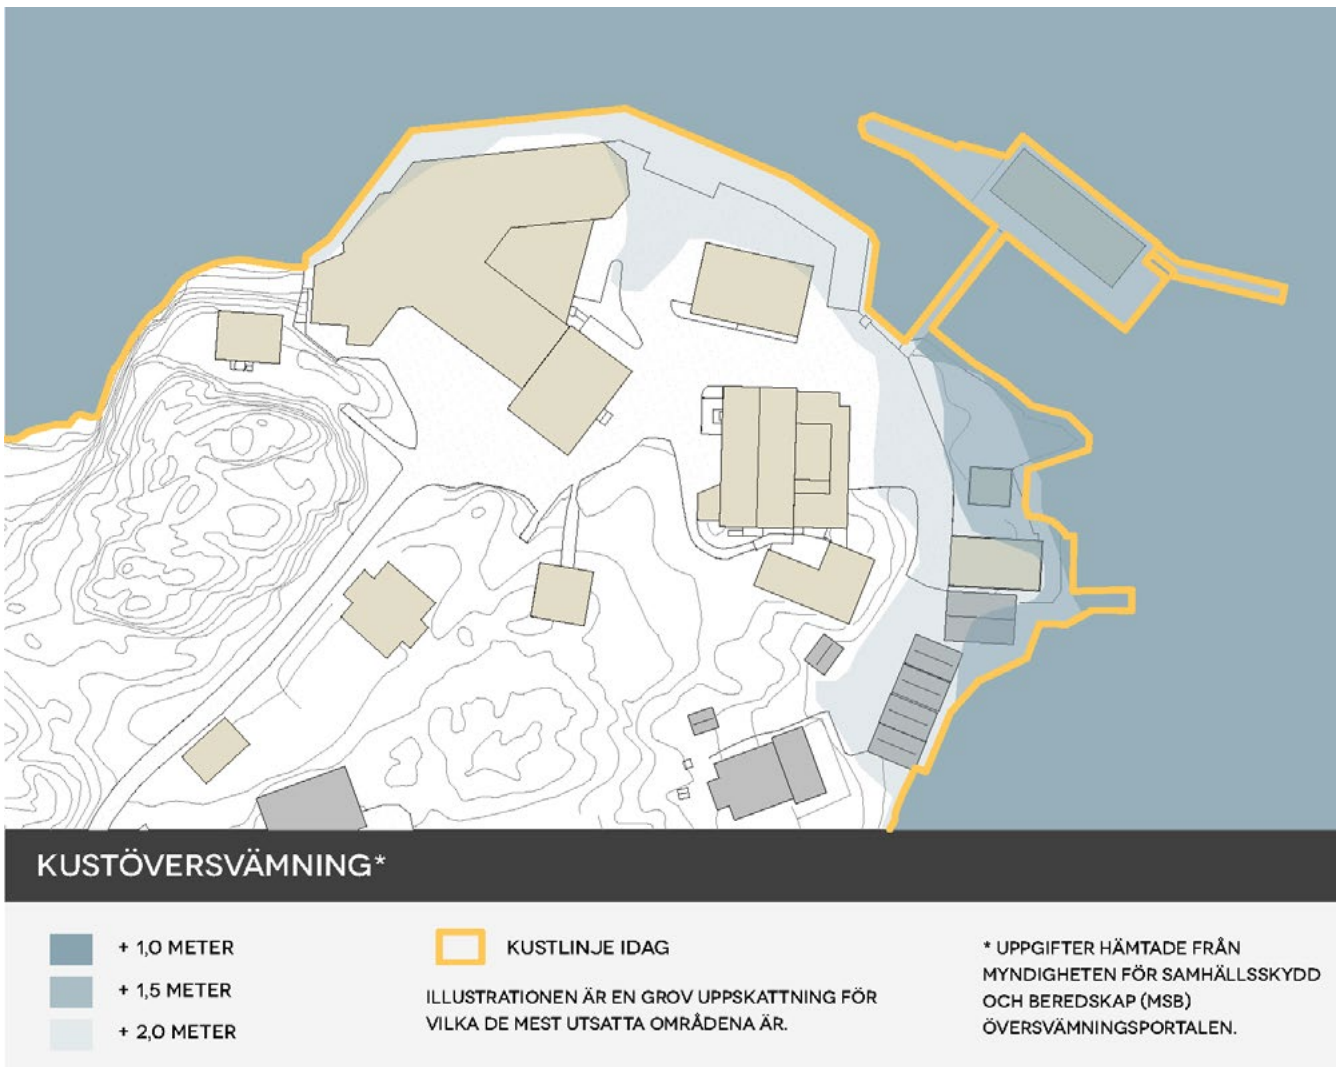 KUSTÖVERSVÄMNING*
+ 1,0 METER
+ 1,5 METER
+ 2,0 METER
KUSTLINJE IDAG
ILLUSTRATIONEN ÄR EN GROV UPPSKATTNING FÖR
VILKA DE MEST UTSATTA OMRÅDENA ÄR.
* UPPGIFTER HÄMTADE FRÅN
MYNDIGHETEN FÖR SAMHÄLLSSKYDD
OCH BEREDSKAP (MSB)
ÖVERSVÄMNINGSPORTALEN.